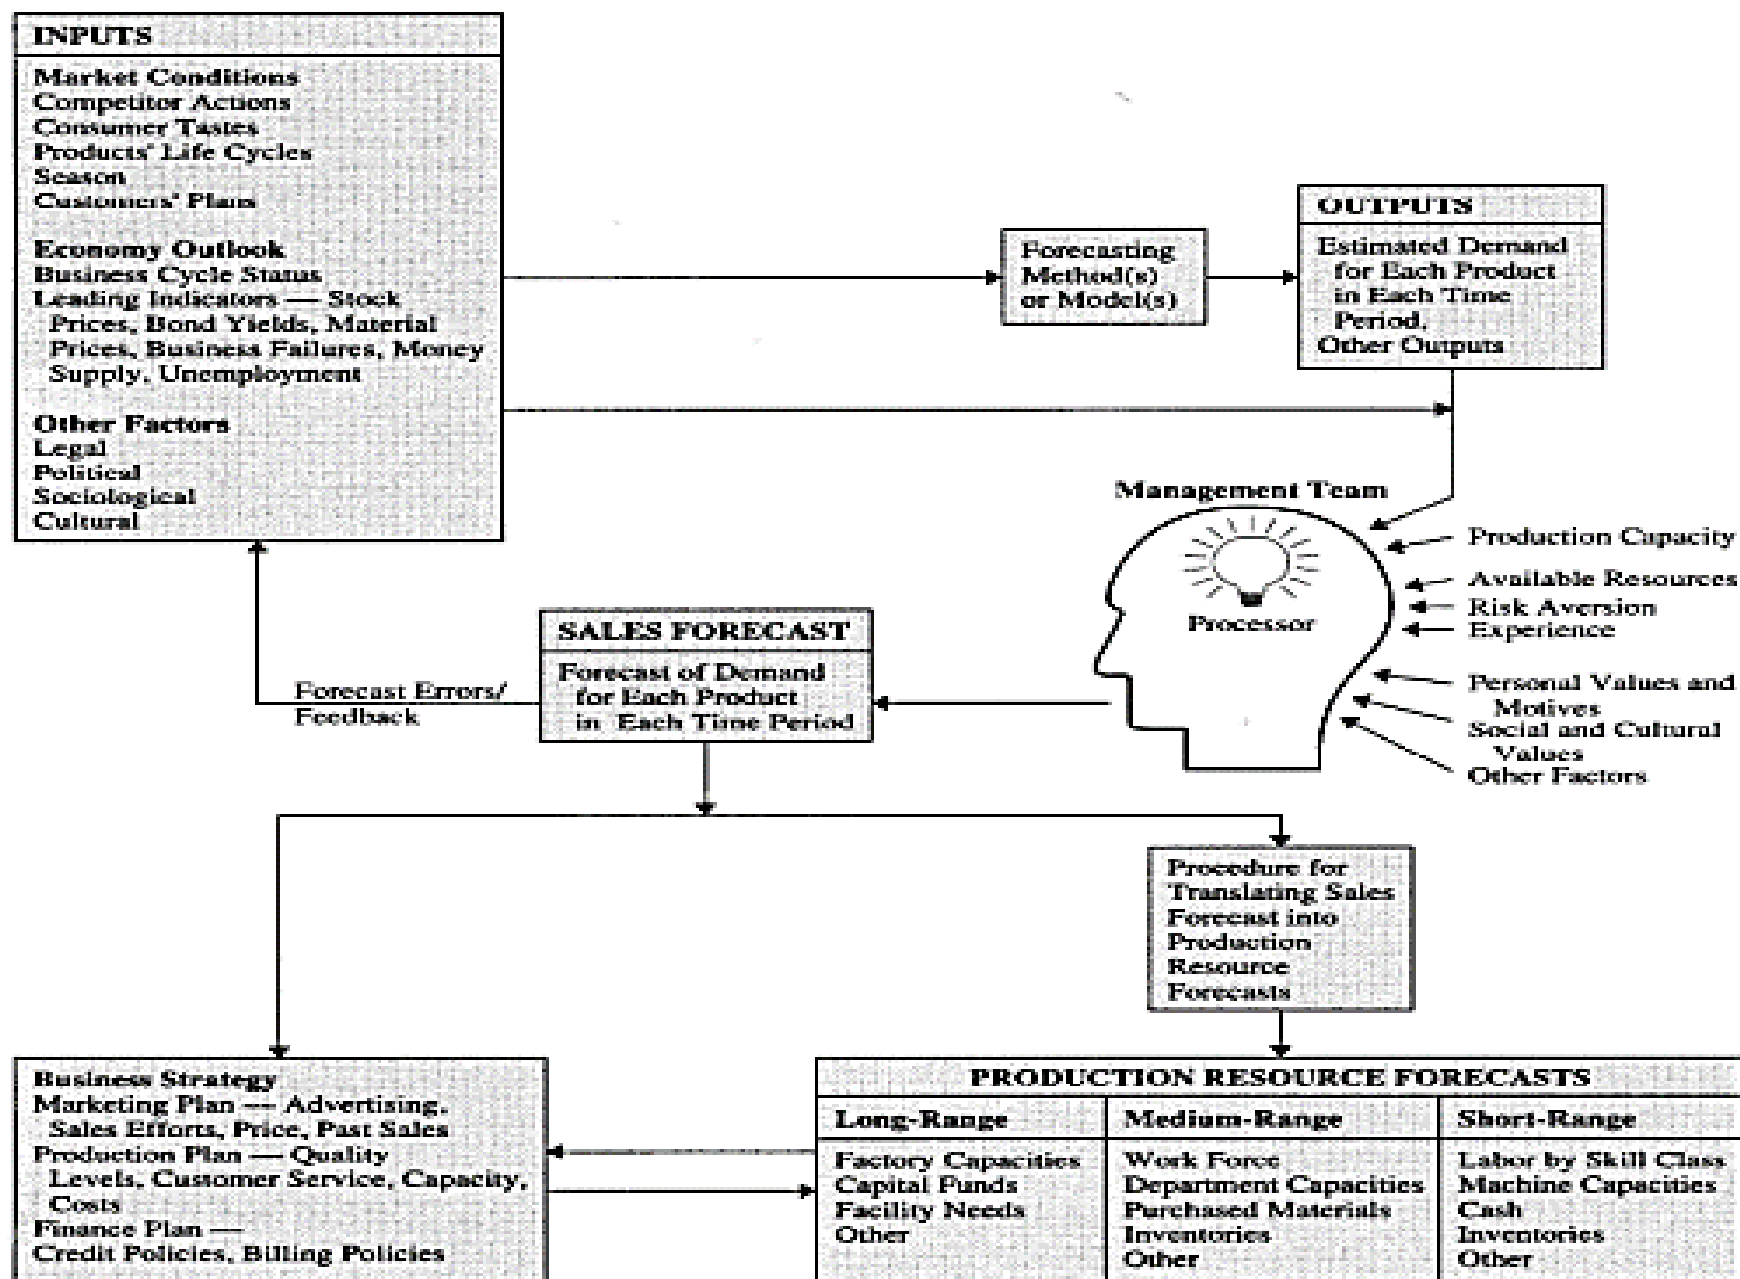 INPUTS
Market Conditions
Competitor Actions
Consumer Tastes
Products' Life Cycles
Season
Customers' Plans
Economy Outlook
Business Cycle Status
Leading Indicators — Stock
Prices, Bond Yields, Material
Prices, Business Failures, Money
Supply, Unemployment
Other Factors
Legal
Political
Sociological
Cultural
Forecasting
Method(s)
or Model(s)
OUTPUTS
Estimated Demand
for Each Product
in Each Time
Period,
Other Outputs
Management Team
Processor
Production Capacity
Available Resources
Risk Aversion
Experience
Personal Values and
Motives
Social and Cultural
Values
Other Factors
SALES FORECAST
Forecast of Demand
for Each Product
in Each Time Period
Forecast Errors/
Feedback
Procedure for
Translating Sales
Forecast into
Production
Resource
Forecasts
Business Strategy
Marketing Plan — Advertising,
Sales Efforts, Price, Past Sales
Production Plan — Quality
Levels, Customer Service, Capacity,
Costs
Finance Plan —
Credit Policies, Billing Policies
PRODUCTION RESOURCE FORECASTS
Long-Range
Factory Capacities
Capital Funds
Facility Needs
Other
Medium-Range
Work Force
Department Capacities
Purchased Materials
Inventories
Other
Short-Range
Labor by Skill Class
Machine Capacities
Cash
Inventories
Other